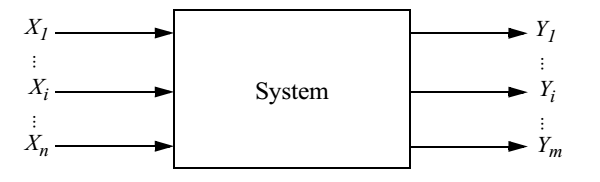 X1 Y1
⋮ ⋮
Xi System Yi
⋮ ⋮
Xn Ym